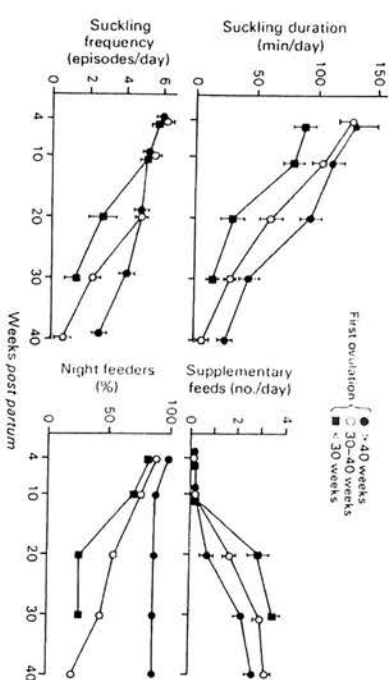 First ovulation
> 40 weeks
30–40 weeks
< 30 weeks
Suckling duration
(min/day)
150
100
50
0
Supplementary
feeds (no./day)
4
2
0
Suckling
frequency
(episodes/day)
6
4
2
0
4
10
20
30
40
Night feeders
(%)
100
50
0
4
10
20
30
40
Weeks post partum